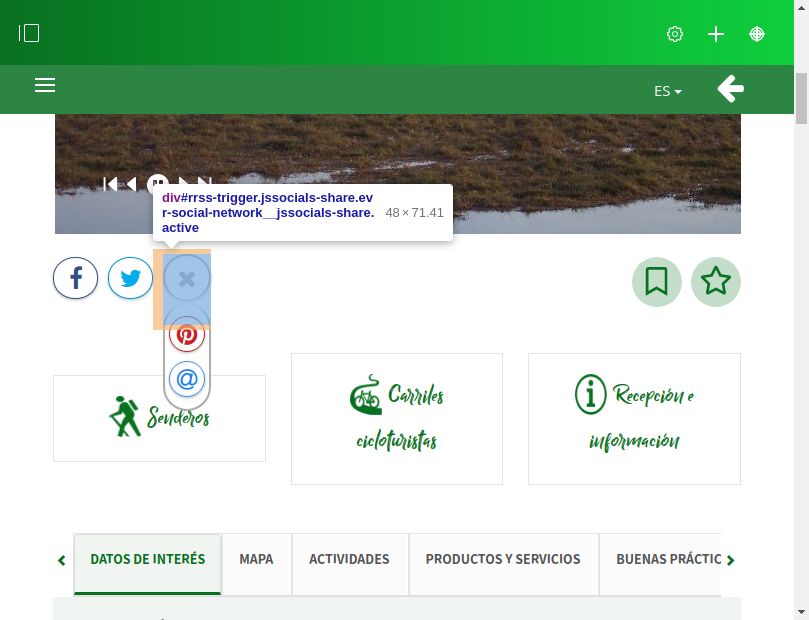 ES
div#rrss-trigger.jssocials-share.ev
r-social-network__jssocials-share.
active
48 × 71.41
@
Senderos
Carriles
cicloturistas
Recepción e
información
DATOS DE INTERÉS
MAPA
ACTIVIDADES
PRODUCTOS Y SERVICIOS
BUENAS PRÁCTIC